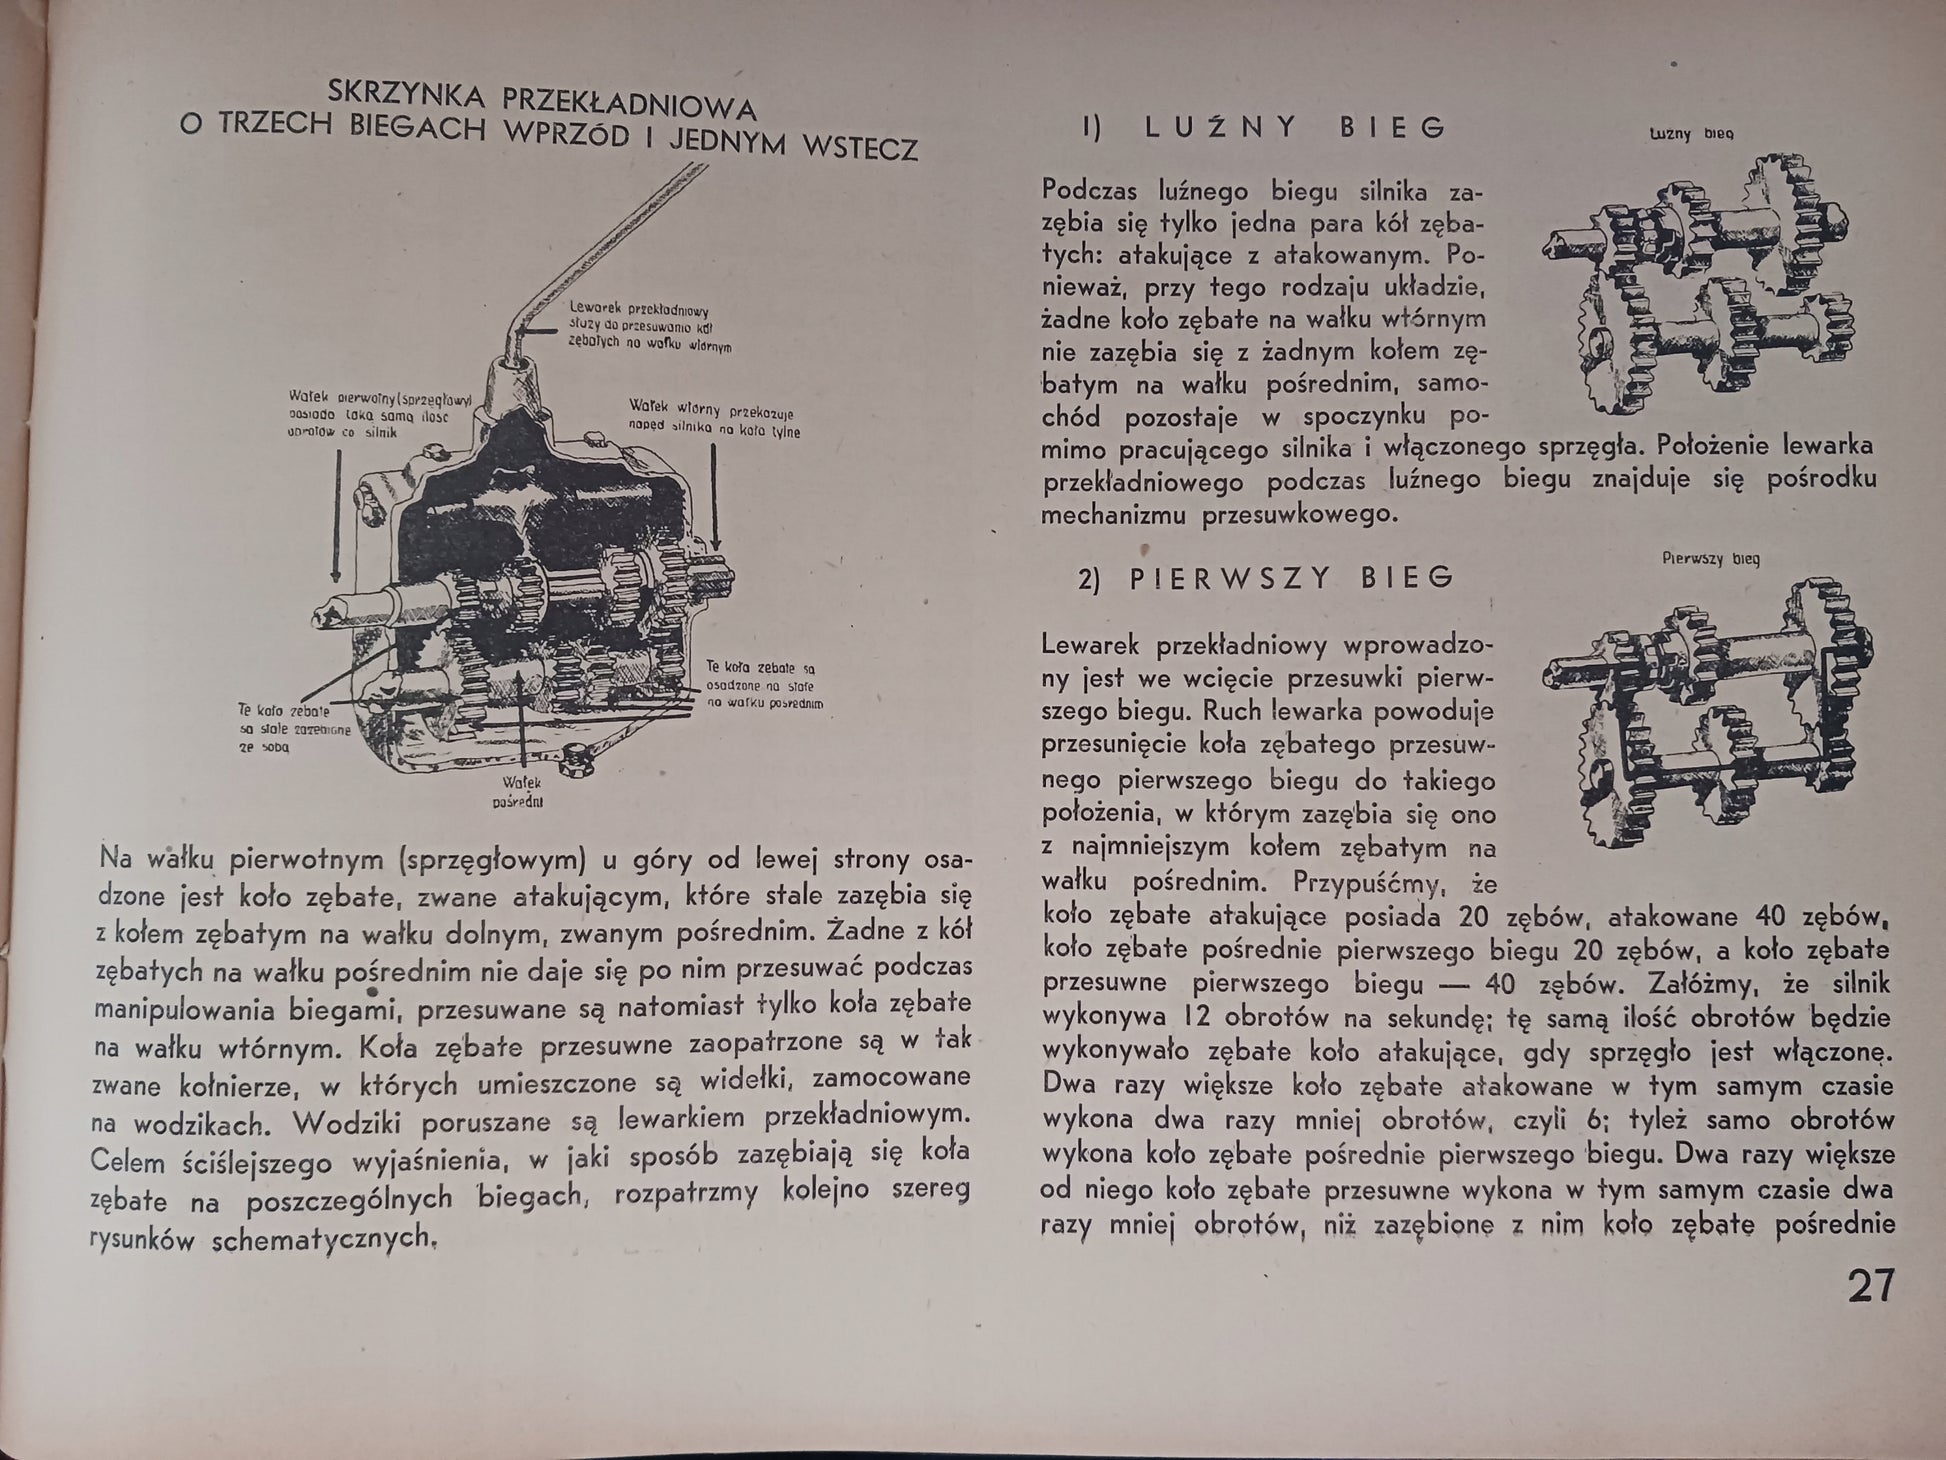 SKRZYNKA PRZEKŁADNIOWA
O TRZECH BIEGACH WPRZÓD I JEDNYM WSTECZ
Lewarek przekładniowy
służy do przesuwania kół
zębatych na wałku wtórnym
Wałek pierwotny (sprzęgłowy)
posiada taką samą ilość
obrotów co silnik
Wałek wtórny przekazuje
napęd silnika na koła tylne
Te koła zębate są
osadzone na stałe
na wałku pośrednim
Te koła zębate
są stale zazębione
ze sobą
Wałek
pośredni
Na wałku pierwotnym (sprzęgłowym) u góry od lewej strony osa-
dzone jest koło zębate, zwane atakującym, które stale zazębia się
z kołem zębatym na wałku dolnym, zwanym pośrednim. Żadne z kół
zębatych na wałku pośrednim nie daje się po nim przesuwać podczas
manipulowania biegami, przesuwane są natomiast tylko koła zębate
na wałku wtórnym. Koła zębate przesuwne zaopatrzone są w tak
zwane kołnierze, w których umieszczone są widełki, zamocowane
na wodzikach. Wodziki poruszane są lewarkiem przekładniowym.
Celem ściślejszego wyjaśnienia, w jaki sposób zazębiają się koła
zębate na poszczególnych biegach, rozpatrzmy kolejno szereg
rysunków schematycznych.
1) LUŹNY BIEG
Luźny bieg
Podczas luźnego biegu silnika za-
zębia się tylko jedna para kół zęba-
tych: atakujące z atakowanym. Po-
nieważ, przy tego rodzaju układzie,
żadne koło zębate na wałku wtórnym
nie zazębia się z żadnym kołem zę-
batym na wałku pośrednim, samo-
chód pozostaje w spoczynku po-
mimo pracującego silnika i włączonego sprzęgła. Położenie lewarka
przekładniowego podczas luźnego biegu znajduje się pośrodku
mechanizmu przesuwkowego.
2) PIERWSZY BIEG
Pierwszy bieg
Lewarek przekładniowy wprowadzo-
ny jest we wcięcie przesuwki pierw-
szego biegu. Ruch lewarka powoduje
przesunięcie koła zębatego przesuw-
nego pierwszego biegu do takiego
położenia, w którym zazębia się ono
z najmniejszym kołem zębatym na
wałku pośrednim. Przypuśćmy, że
koło zębate atakujące posiada 20 zębów, atakowane 40 zębów,
koło zębate pośrednie pierwszego biegu 20 zębów, a koło zębate
przesuwne pierwszego biegu — 40 zębów. Załóżmy, że silnik
wykonywa 12 obrotów na sekundę; tę samą ilość obrotów będzie
wykonywało zębate koło atakujące, gdy sprzęgło jest włączone.
Dwa razy większe koło zębate atakowane w tym samym czasie
wykona dwa razy mniej obrotów, czyli 6; tyleż samo obrotów
wykona koło zębate pośrednie pierwszego biegu. Dwa razy większe
od niego koło zębate przesuwne wykona w tym samym czasie dwa
razy mniej obrotów, niż zazębione z nim koło zębate pośrednie
27